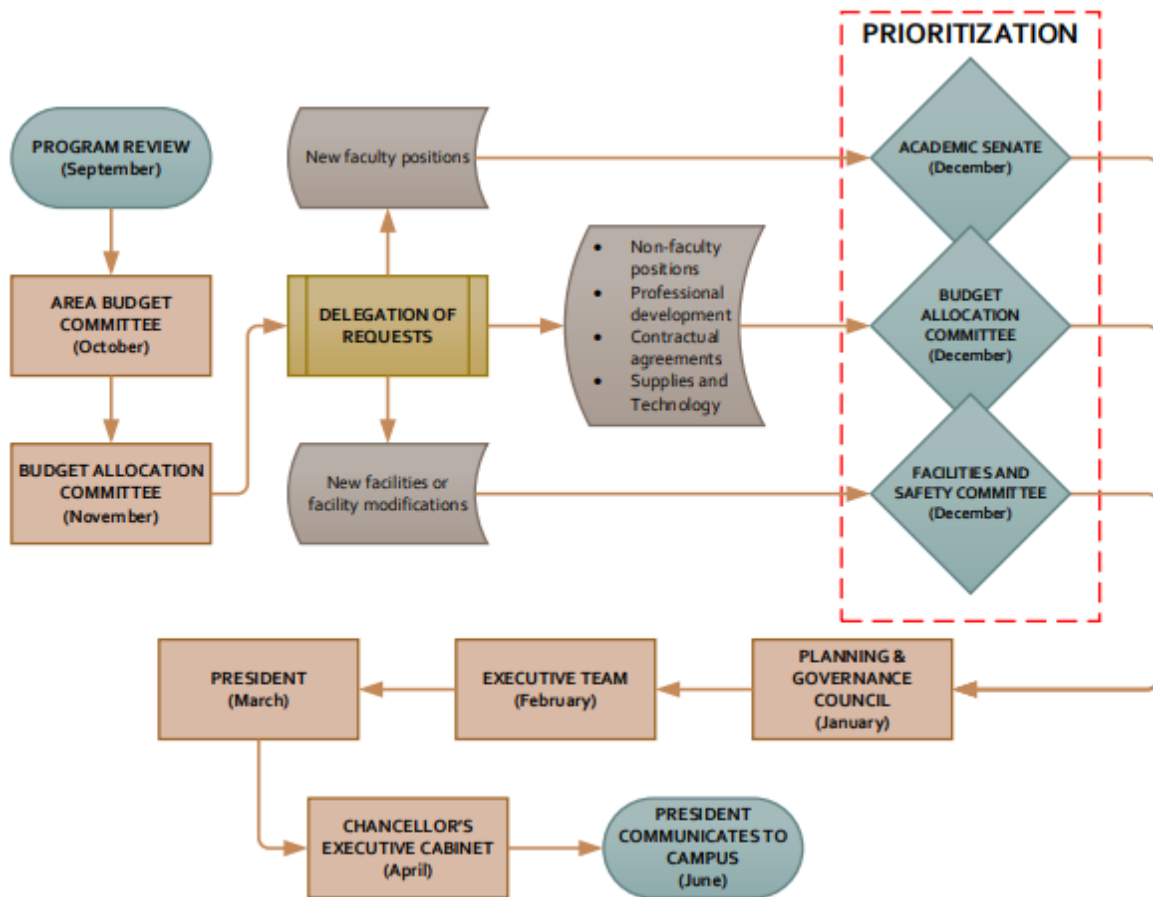 PRIORITIZATION
PROGRAM REVIEW
(September)
New faculty positions
ACADEMIC SENATE
(December)
AREA BUDGET
COMMITTEE
(October)
DELEGATION OF
REQUESTS
• Non-faculty
positions
• Professional
development
• Contractual
agreements
• Supplies and
Technology
BUDGET
ALLOCATION
COMMITTEE
(December)
BUDGET ALLOCATION
COMMITTEE
(November)
New facilities or
facility modifications
FACILITIES AND
SAFETY COMMITTEE
(December)
PLANNING &
GOVERNANCE
COUNCIL
(January)
EXECUTIVE TEAM
(February)
PRESIDENT
(March)
CHANCELLOR'S
EXECUTIVE CABINET
(April)
PRESIDENT
COMMUNICATES TO
CAMPUS
(June)